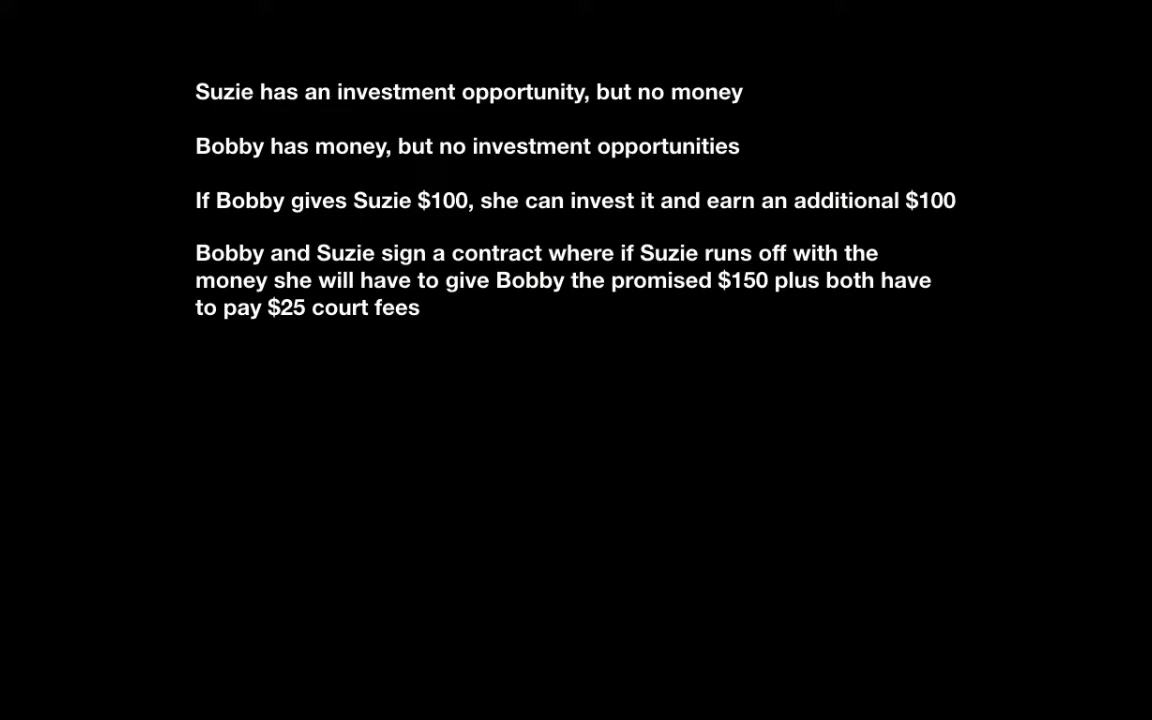 Suzie has an investment opportunity, but no money
Bobby has money, but no investment opportunities
If Bobby gives Suzie $100, she can invest it and earn an additional $100
Bobby and Suzie sign a contract where if Suzie runs off with the
money she will have to give Bobby the promised $150 plus both have
to pay $25 court fees